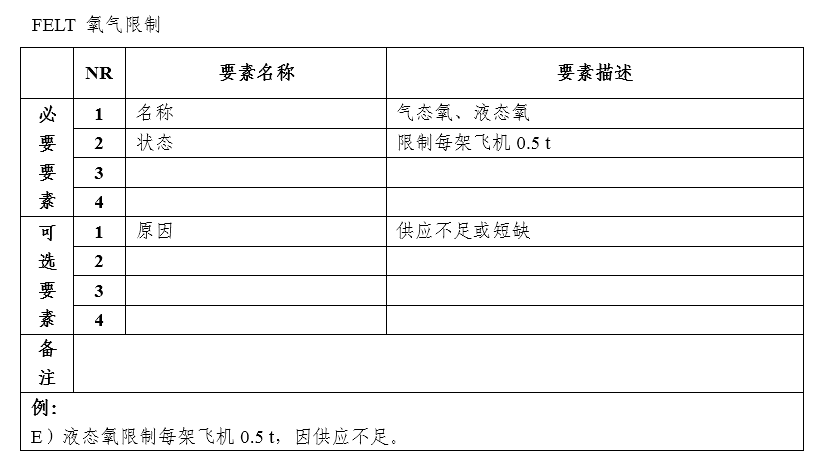 FELT 氧气限制
NR 要素名称 要素描述
必要要素
1 名称 气态氧、液态氧
2 状态 限制每架飞机 0.5 t
3
4
可选要素
1 原因 供应不足或短缺
2
3
4
备注
例：
E）液态氧限制每架飞机 0.5 t，因供应不足。